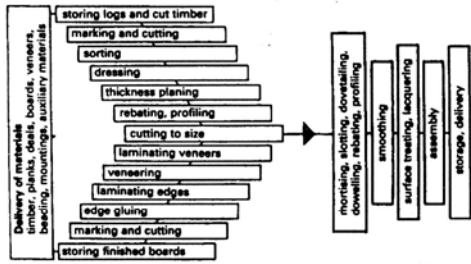 Delivery of materials
timber, planks, deals, boards, veneers,
beading, mountings, auxiliary materials
storing logs and cut timber
marking and cutting
sorting
dressing
thickness planing
rebating, profiling
cutting to size
laminating veneers
veneering
laminating edges
edge gluing
marking and cutting
storing finished boards
mortising, slotting, dovetailing,
dowelling, rebating, profiling
smoothing
surface treating, lacquering
assembly
storage, delivery